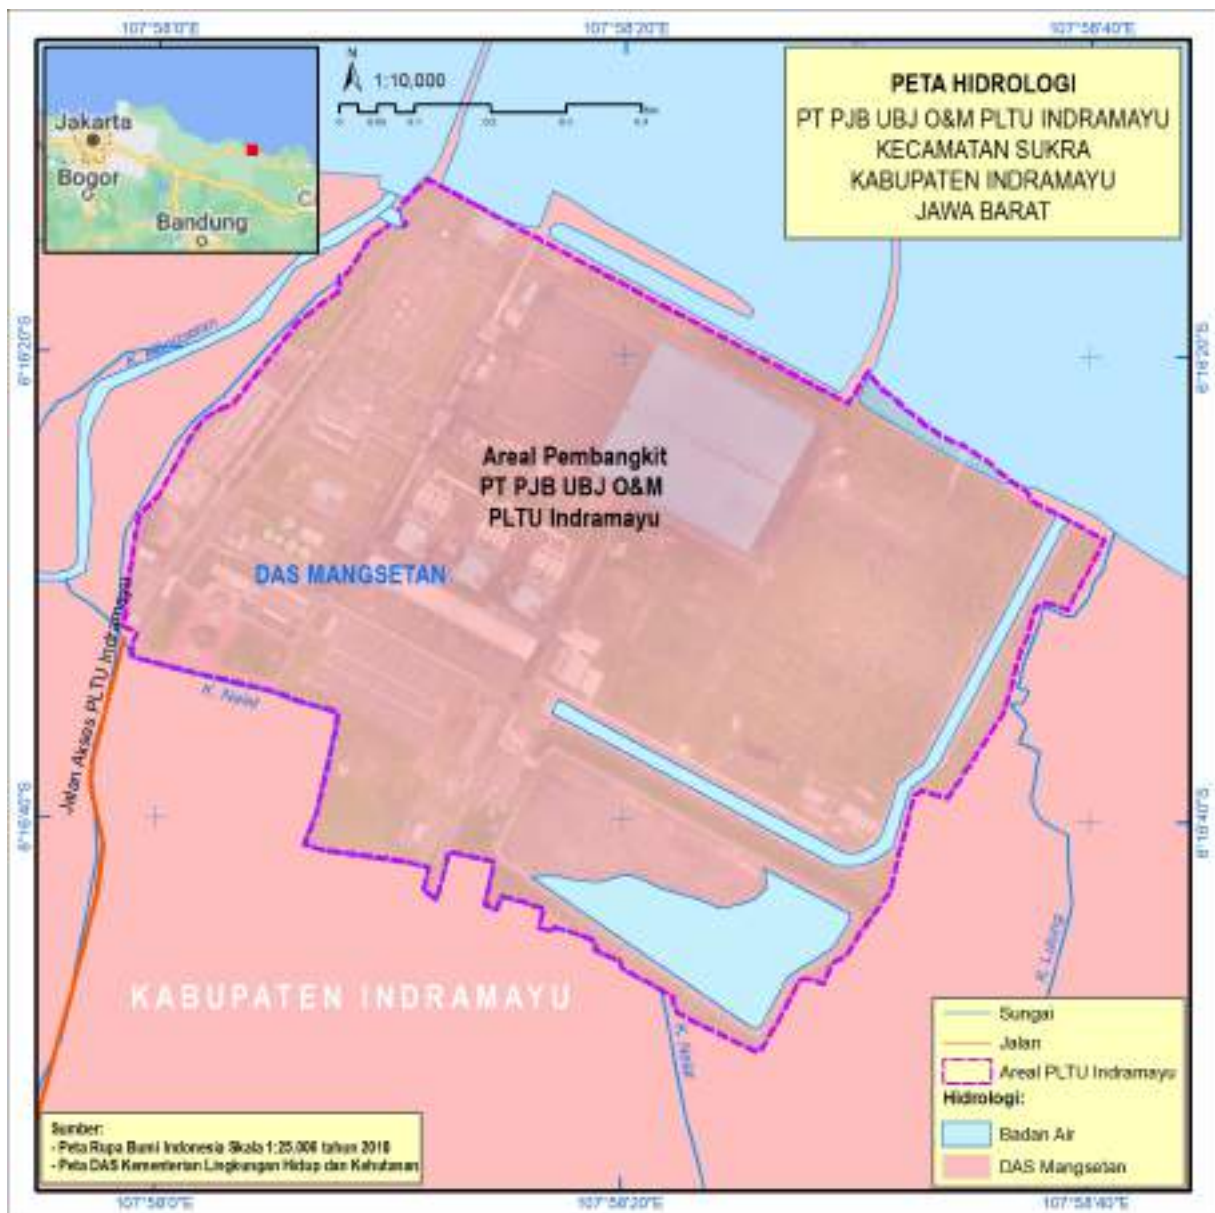 107°58'0"E
107°58'20"E
107°58'40"E
Jakarta
Bogor
Bandung
C
N
1:10,000
PETA HIDROLOGI
PT PJB UBJ O&M PLTU INDRAMAYU
KECAMATAN SUKRA
KABUPATEN INDRAMAYU
JAWA BARAT
6°16'20"S
6°16'20"S
Areal Pembangkit
PT PJB UBJ O&M
PLTU Indramayu
DAS MANGSETAN
Jalan Akses PLTU Indramayu
K.
6°16'40"S
6°16'40"S
KABUPATEN INDRAMAYU
K.
K.
Sungai
Jalan
Areal PLTU Indramayu
Hidrologi:
Badan Air
DAS Mangsetan
Sumber:
- Peta Rupa Bumi Indonesia Skala 1:25.000 tahun 2018
- Peta DAS Kementerian Lingkungan Hidup dan Kehutanan
107°58'0"E
107°58'20"E
107°58'40"E